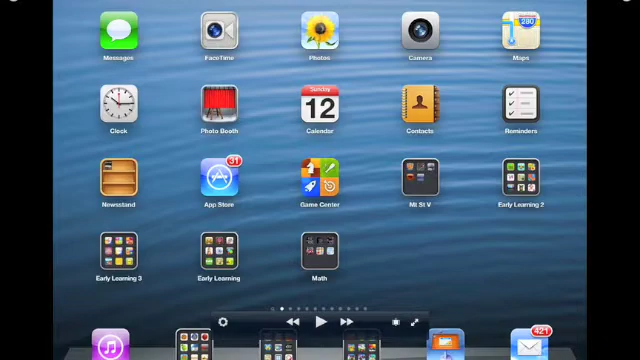 Messages FaceTime Photos Camera Maps
280
Sunday
12
Clock Photo Booth Calendar Contacts Reminders
31
Newsstand App Store Game Center Mt St V Early Learning 2
Early Learning 3 Early Learning Math
421